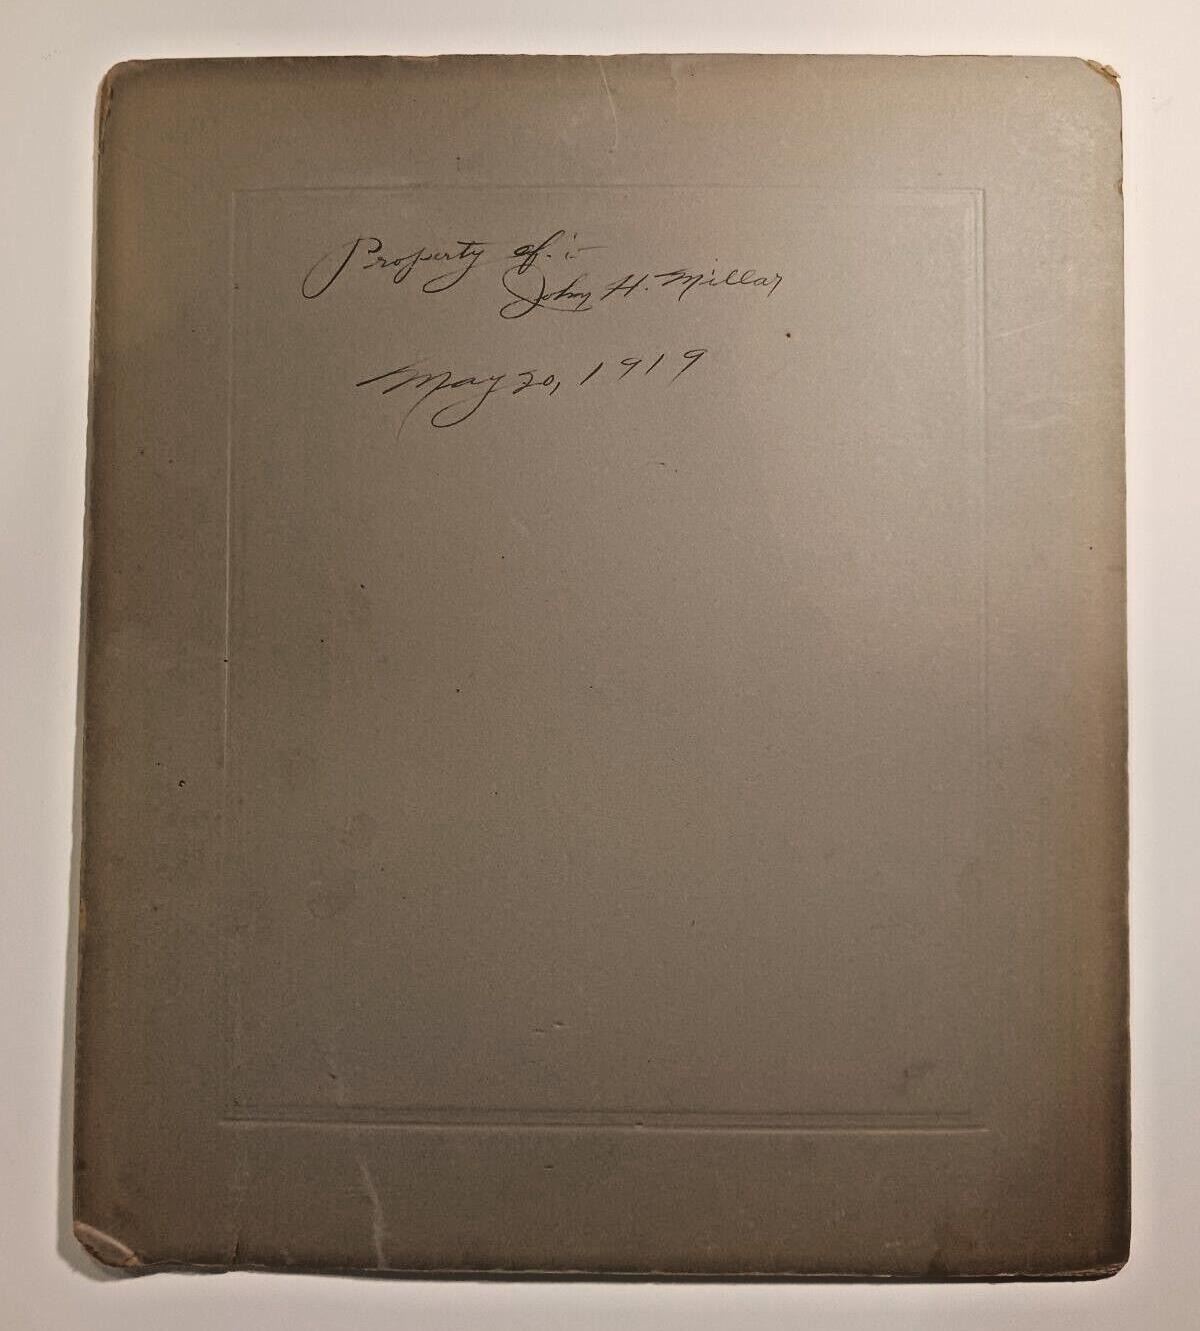 Property of :-
John H. Millar
May 20, 1919